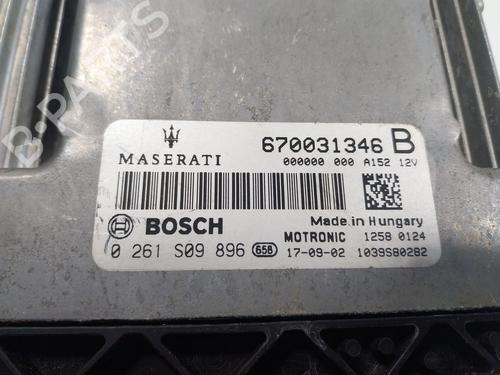 MASERATI
670031346 B
000000 000 A152 12V
BOSCH
Made in Hungary
MOTRONIC 1258 0124
0 261 S09 896 658 17-09-02 1039S80282
B-PARTS